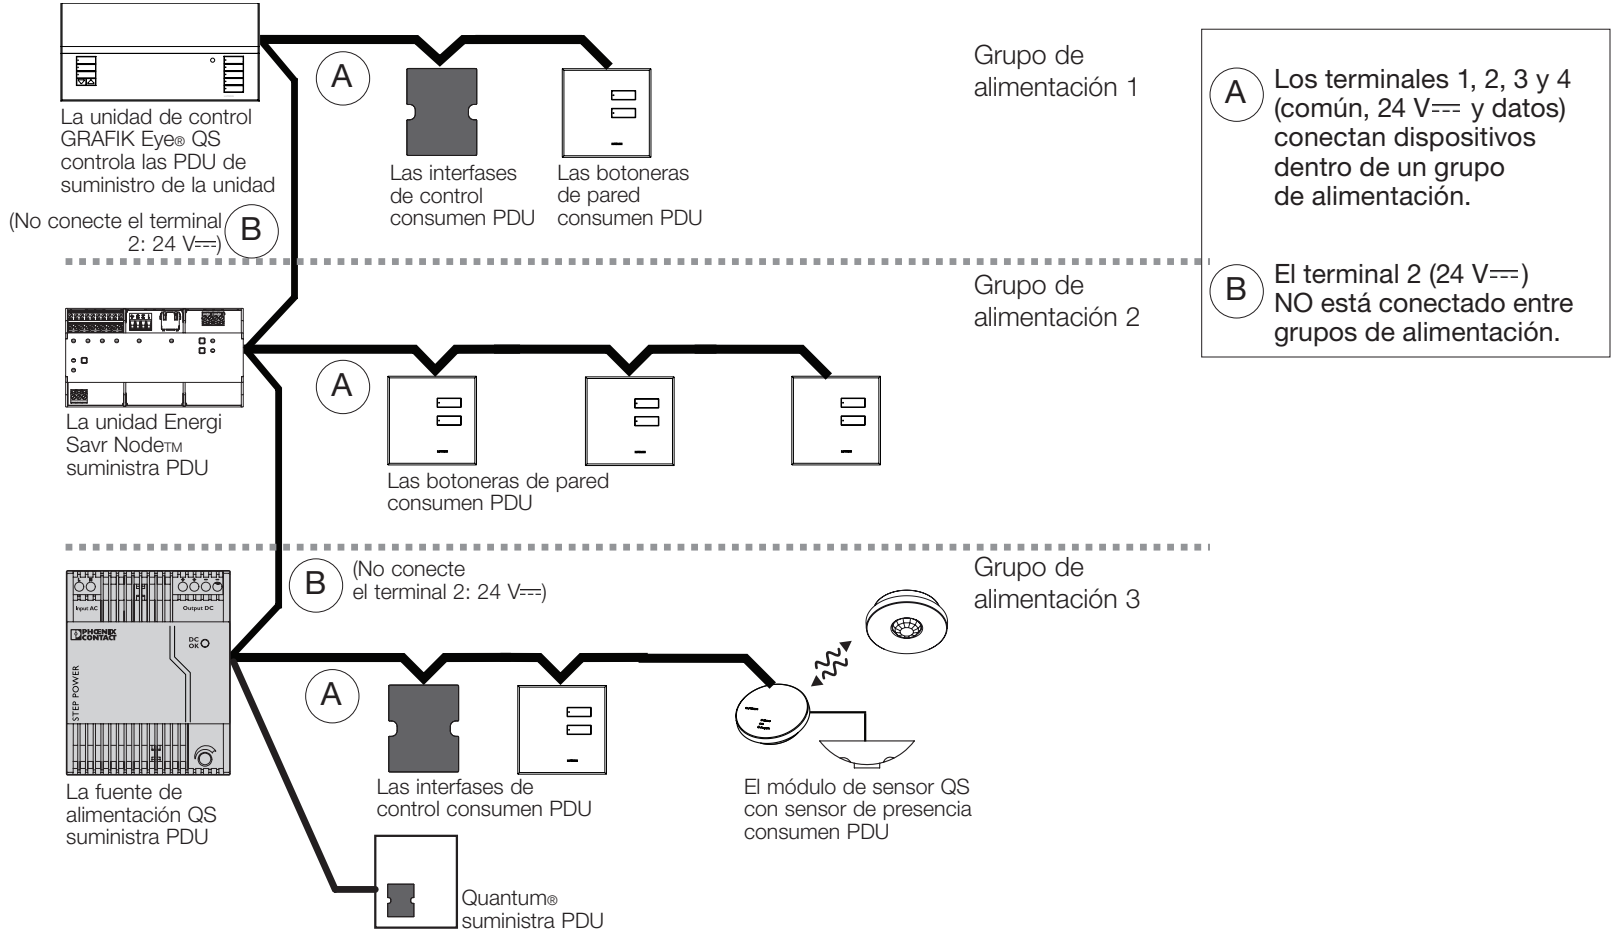 La unidad de control
GRAFIK Eye® QS
controla las PDU de
suministro de la unidad
(No conecte el terminal
2: 24 V⎓)
B
A
Las interfases
de control
consumen PDU
Las botoneras
de pared
consumen PDU
Grupo de
alimentación 1
A
Los terminales 1, 2, 3 y 4
(común, 24 V⎓ y datos)
conectan dispositivos
dentro de un grupo
de alimentación.
B
El terminal 2 (24 V⎓)
NO está conectado entre
grupos de alimentación.
Grupo de
alimentación 2
La unidad Energi
Savr Node™
suministra PDU
A
Las botoneras de pared
consumen PDU
B
(No conecte
el terminal 2: 24 V⎓)
Grupo de
alimentación 3
Input AC
Output DC
PHŒNIX
CONTACT
DC
OK
STEP POWER
La fuente de
alimentación QS
suministra PDU
A
Las interfases de
control consumen PDU
El módulo de sensor QS
con sensor de presencia
consumen PDU
Quantum®
suministra PDU